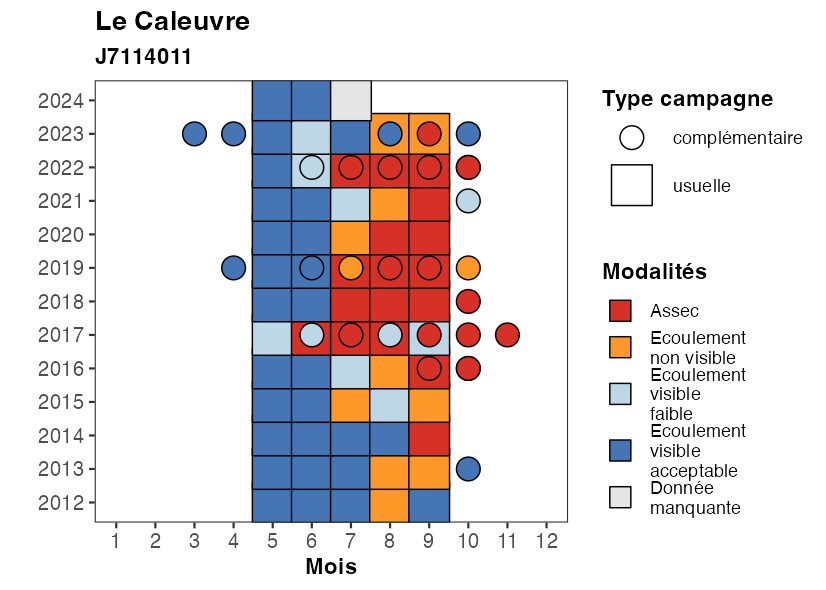 Le Caleuvre
J7114011
2024
2023
2022
2021
2020
2019
2018
2017
2016
2015
2014
2013
2012
1 2 3 4 5 6 7 8 9 10 11 12
Mois
Type campagne
complémentaire
usuelle
Modalités
Assec
Ecoulement
non visible
Ecoulement
visible
faible
Ecoulement
visible
acceptable
Donnée
manquante